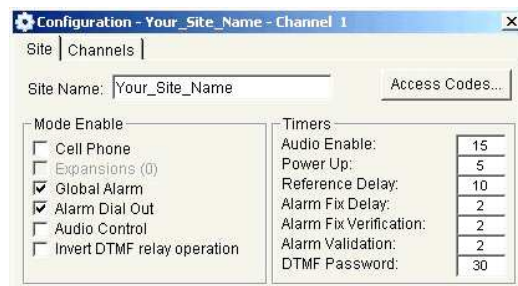 Configuration - Your_Site_Name - Channel 1
Site Channels
Site Name: Your_Site_Name Access Codes...
Mode Enable
Cell Phone
Expansions (0)
Global Alarm
Alarm Dial Out
Audio Control
Invert DTMF relay operation
Timers
Audio Enable: 15
Power Up: 5
Reference Delay: 10
Alarm Fix Delay: 2
Alarm Fix Verification: 2
Alarm Validation: 2
DTMF Password: 30